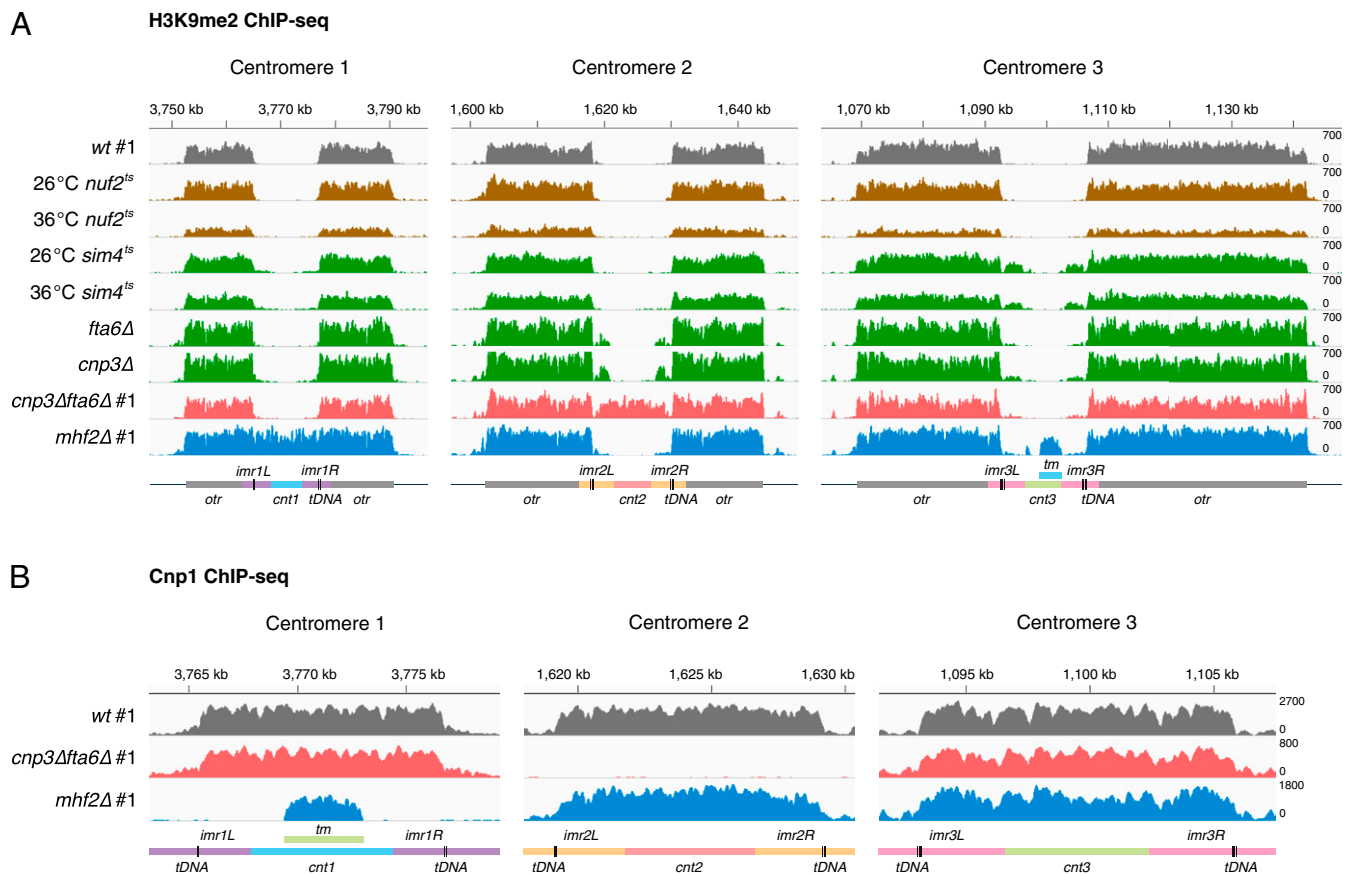 A
H3K9me2 ChIP-seq
Centromere 1 Centromere 2 Centromere 3
3,750 kb 3,770 kb 3,790 kb 1,600 kb 1,620 kb 1,640 kb 1,070 kb 1,090 kb 1,110 kb 1,130 kb
wt #1 700 0
26°C nuf2ts 700 0
36°C nuf2ts 700 0
26°C sim4ts 700 0
36°C sim4ts 700 0
fta6Δ 700 0
cnp3Δ 700 0
cnp3Δfta6Δ #1 700 0
mhf2Δ #1 700 0
imr1L imr1R imr2L imr2R imr3L tm imr3R
otr cnt1 tDNA otr otr cnt2 tDNA otr otr cnt3 tDNA otr
B
Cnp1 ChIP-seq
Centromere 1 Centromere 2 Centromere 3
3,765 kb 3,770 kb 3,775 kb 1,620 kb 1,625 kb 1,630 kb 1,095 kb 1,100 kb 1,105 kb
wt #1 2700 0
cnp3Δfta6Δ #1 800 0
mhf2Δ #1 1800 0
imr1L tm imr1R imr2L imr2R imr3L imr3R
tDNA cnt1 tDNA tDNA cnt2 tDNA tDNA cnt3 tDNA